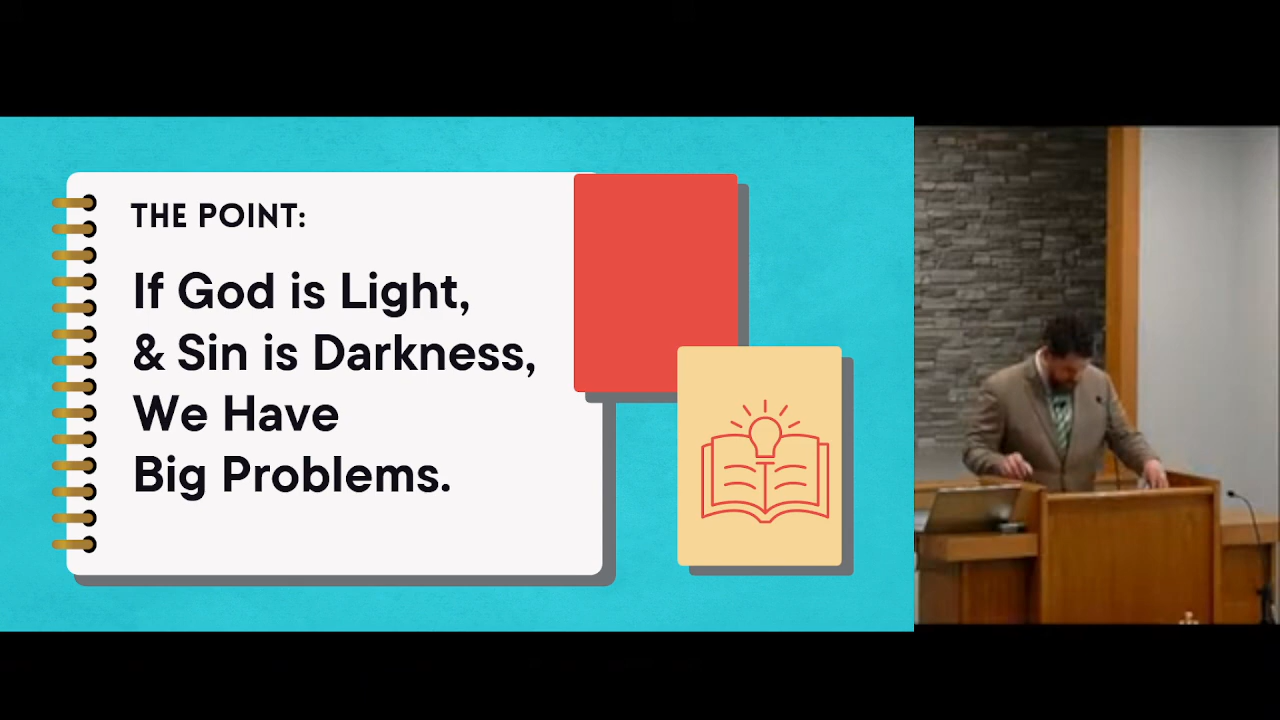 THE POINT:
If God is Light,
& Sin is Darkness,
We Have
Big Problems.